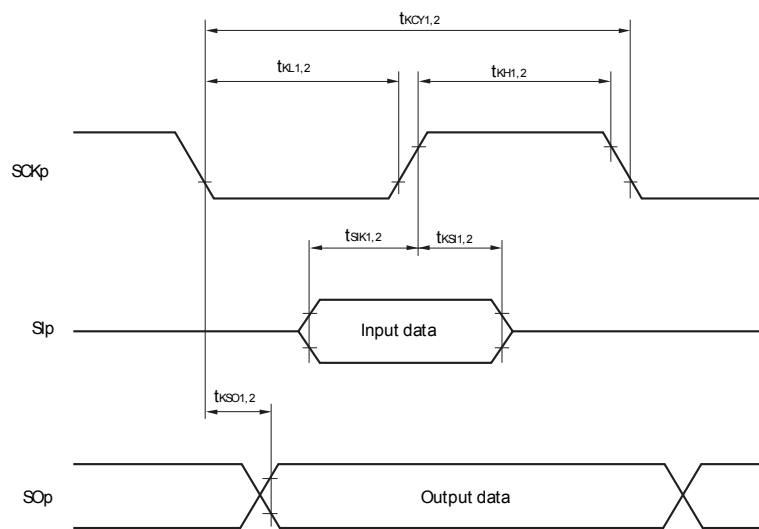 tKCY1,2
tKL1,2
tKH1,2
SCKp
tSIK1,2
tKSI1,2
SIp
Input data
tKSO1,2
SOp
Output data